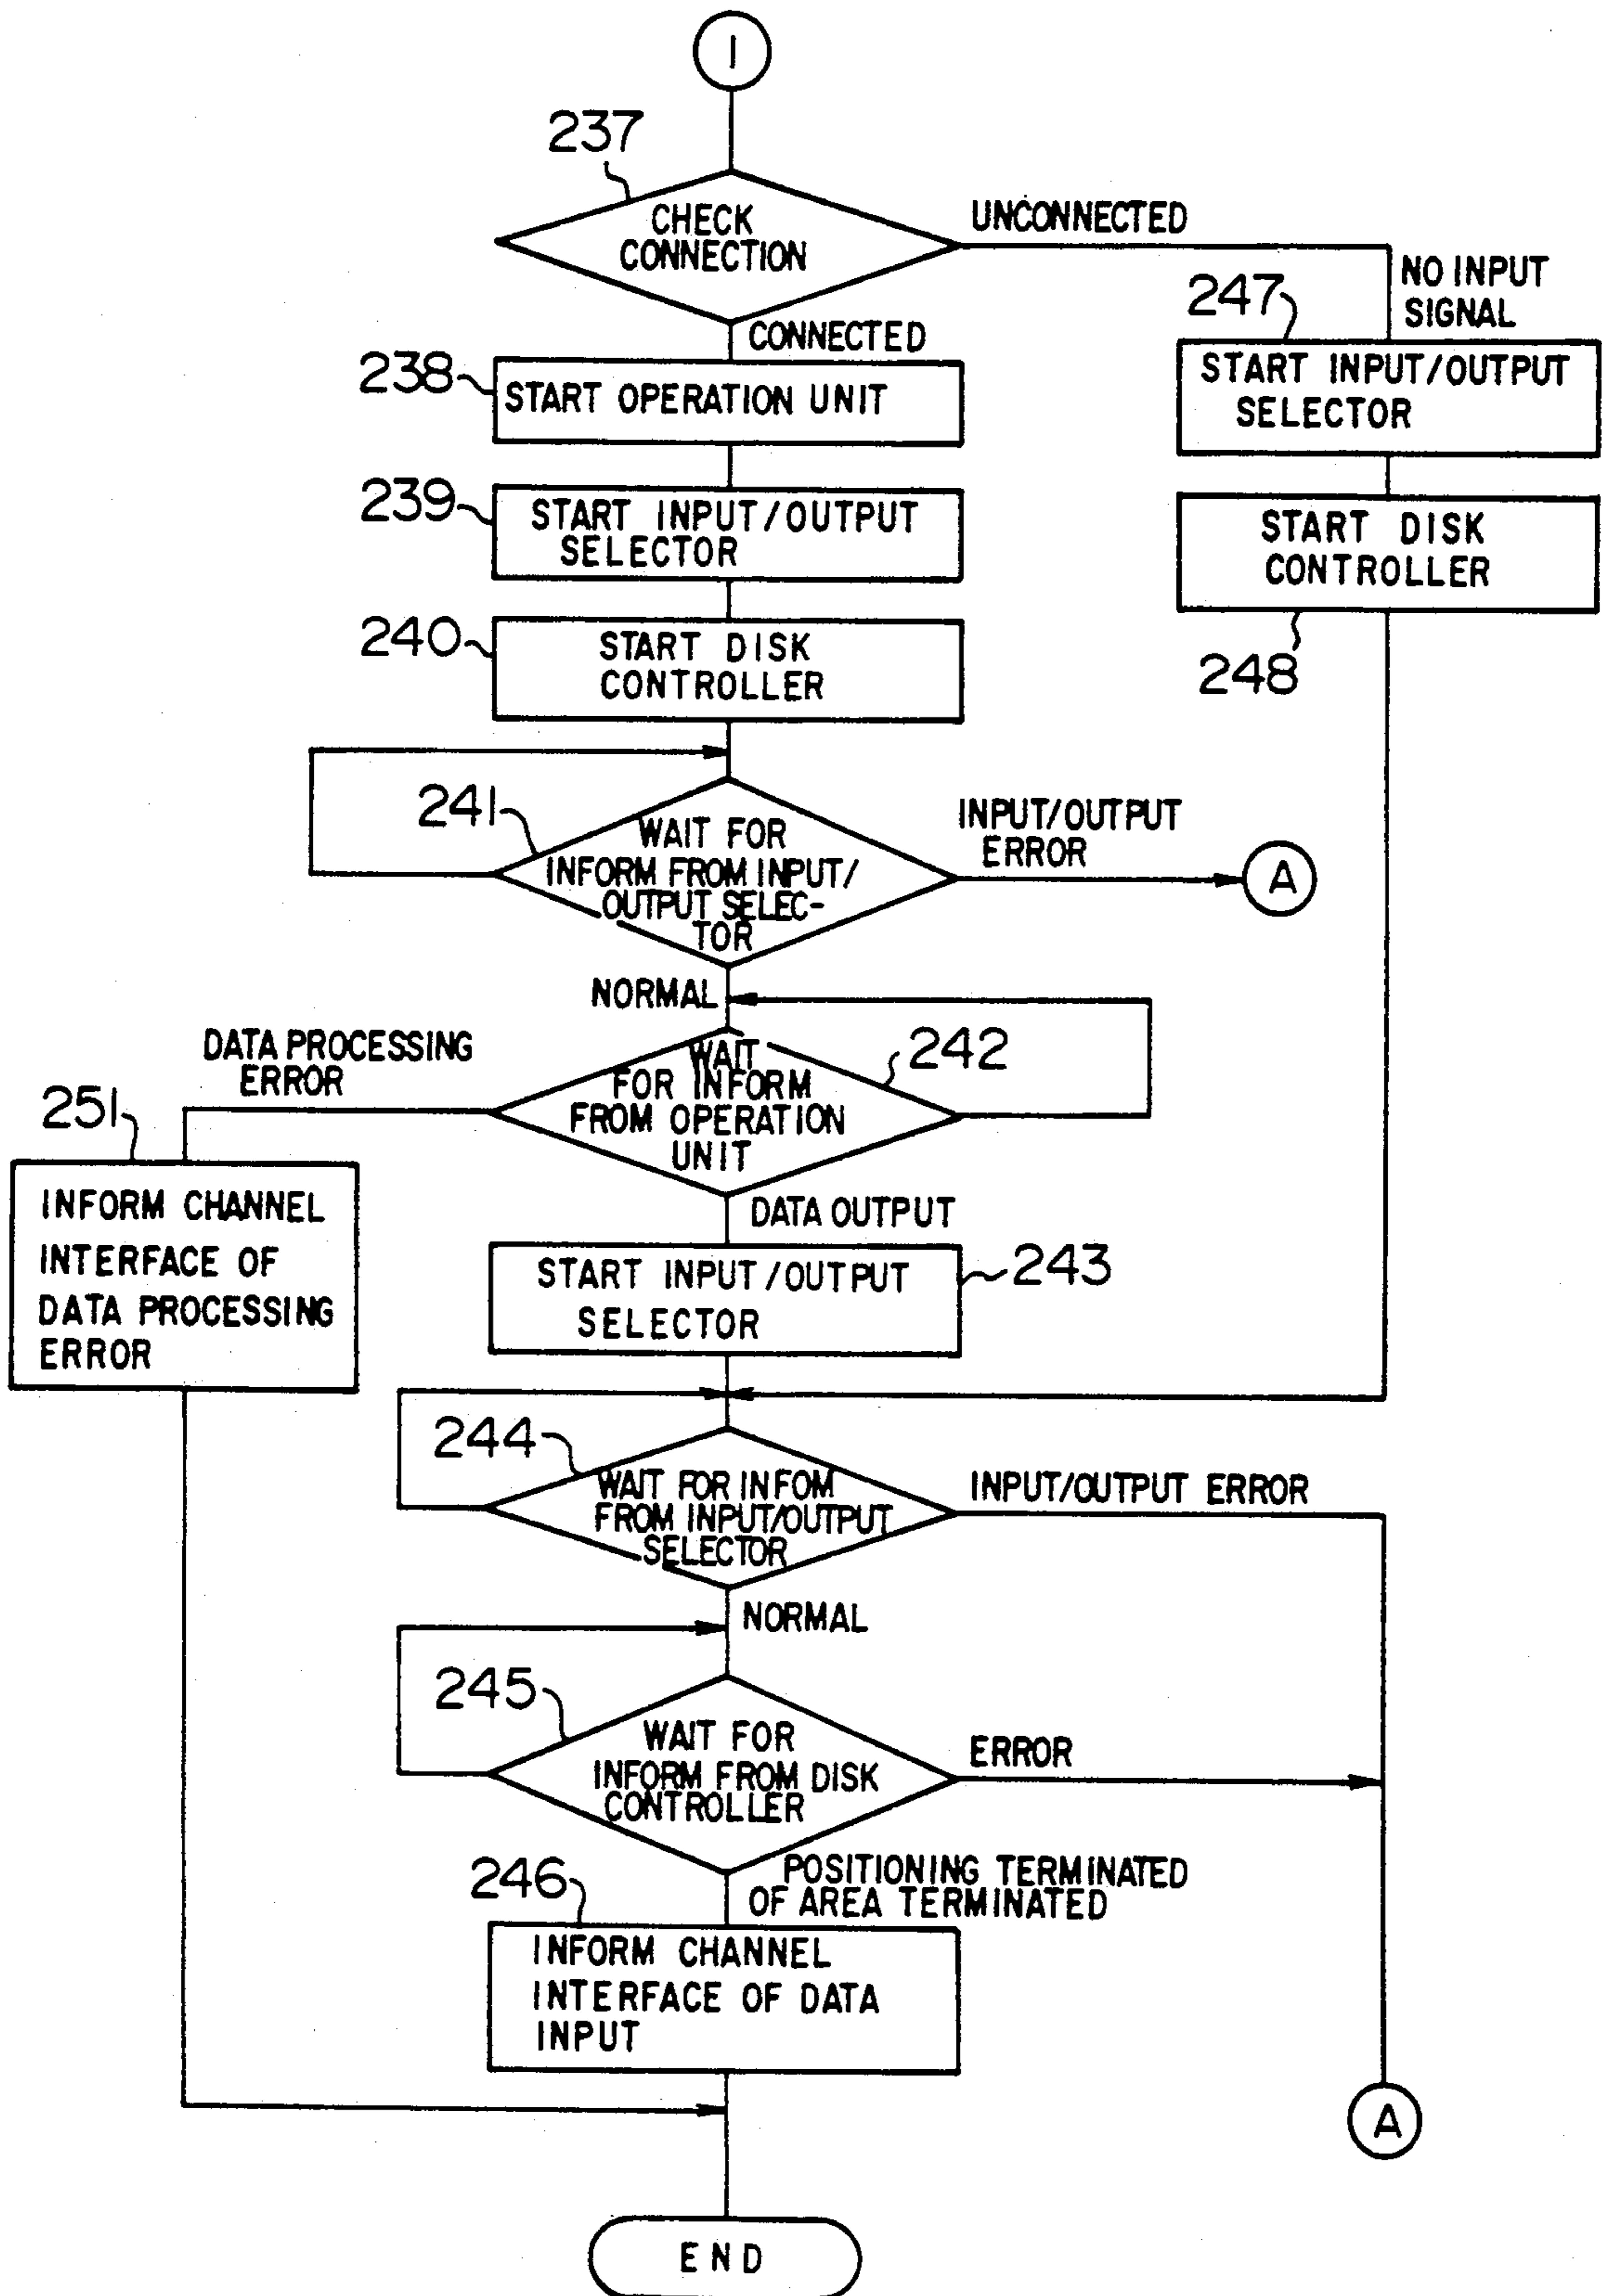 1
237
CHECK
CONNECTION
UNCONNECTED
NO INPUT
SIGNAL
CONNECTED
247
START INPUT/OUTPUT
SELECTOR
238
START OPERATION UNIT
239
START INPUT/OUTPUT
SELECTOR
START DISK
CONTROLLER
248
240
START DISK
CONTROLLER
241
WAIT FOR
INFORM FROM INPUT/
OUTPUT SELEC-
TOR
INPUT/OUTPUT
ERROR
A
NORMAL
242
WAIT
FOR INFORM
FROM OPERATION
UNIT
DATA PROCESSING
ERROR
251
INFORM CHANNEL
INTERFACE OF
DATA PROCESSING
ERROR
DATA OUTPUT
START INPUT/OUTPUT
SELECTOR
243
244
WAIT FOR INFOM
FROM INPUT/OUTPUT
SELECTOR
INPUT/OUTPUT ERROR
NORMAL
245
WAIT FOR
INFORM FROM DISK
CONTROLLER
ERROR
POSITIONING TERMINATED
OF AREA TERMINATED
246
INFORM CHANNEL
INTERFACE OF DATA
INPUT
A
END